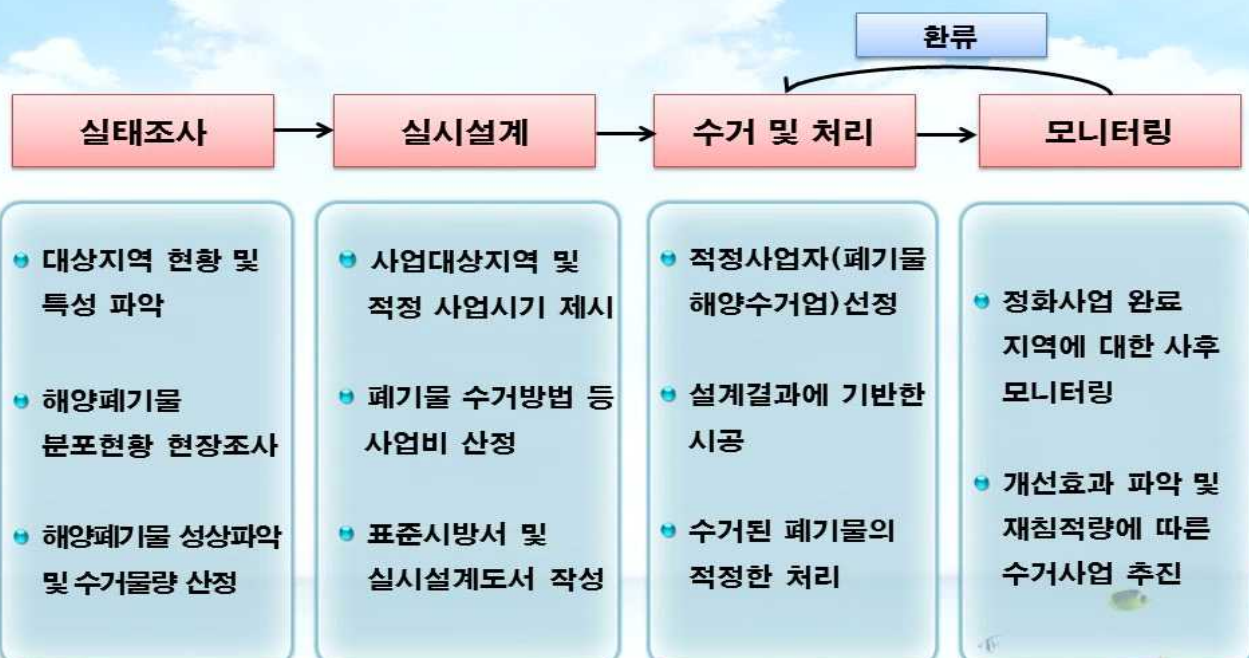 환류
실태조사
실시설계
수거 및 처리
모니터링
대상지역 현황 및
특성 파악
해양폐기물
분포현황 현장조사
해양폐기물 성상파악
및 수거물량 산정
사업대상지역 및
적정 사업시기 제시
폐기물 수거방법 등
사업비 산정
표준시방서 및
실시설계도서 작성
적정사업자(폐기물
해양수거업)선정
설계결과에 기반한
시공
수거된 폐기물의
적정한 처리
정화사업 완료
지역에 대한 사후
모니터링
개선효과 파악 및
재침적량에 따른
수거사업 추진